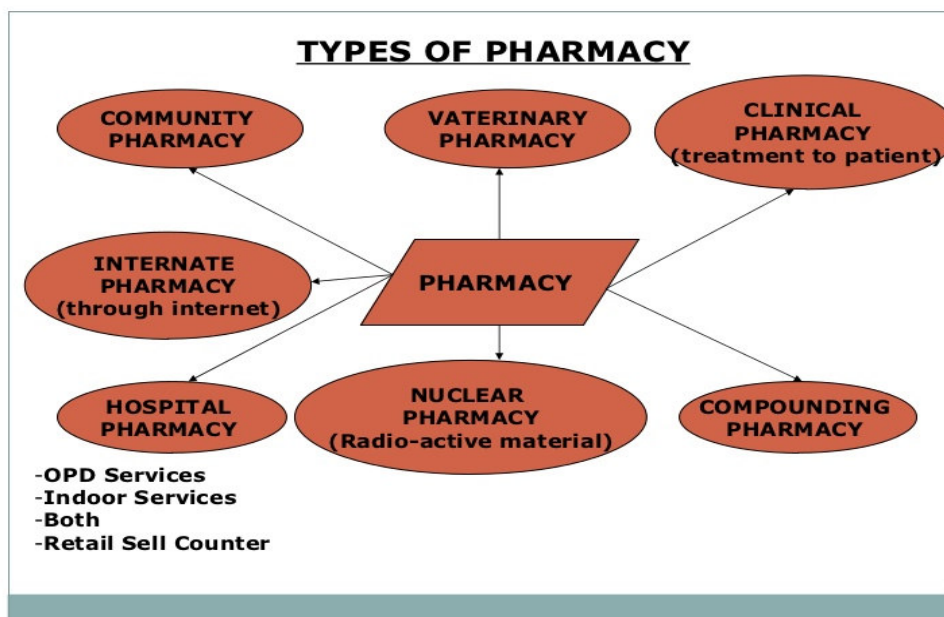 TYPES OF PHARMACY
COMMUNITY
PHARMACY
VATERINARY
PHARMACY
CLINICAL
PHARMACY
(treatment to patient)
INTERNATE
PHARMACY
(through internet)
PHARMACY
HOSPITAL
PHARMACY
NUCLEAR
PHARMACY
(Radio-active material)
COMPOUNDING
PHARMACY
-OPD Services
-Indoor Services
-Both
-Retail Sell Counter